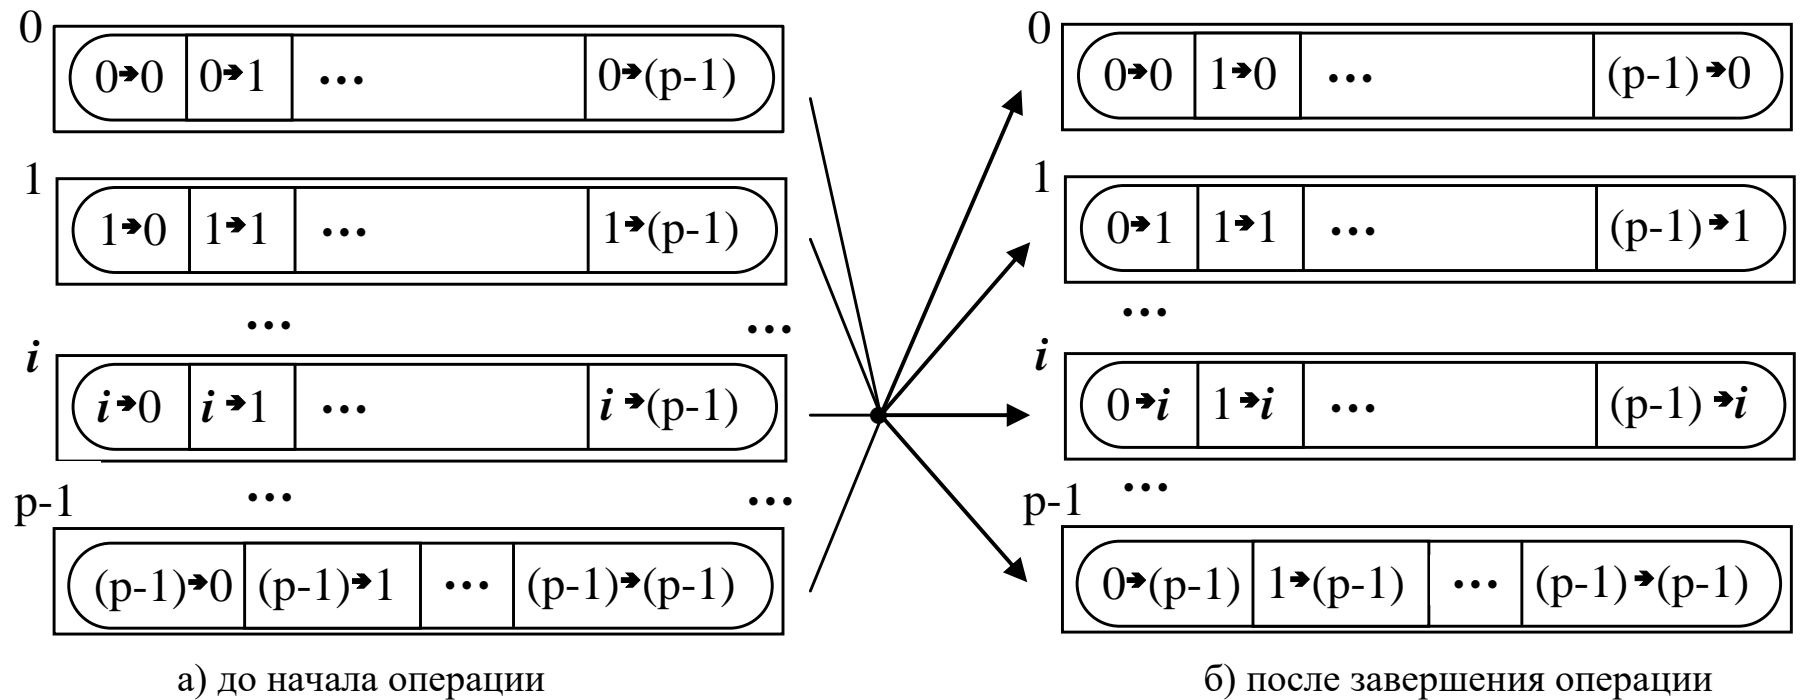 0
0➔0 0➔1 ... 0➔(p-1)
1
1➔0 1➔1 ... 1➔(p-1)
... ...
i
i➔0 i➔1 ... i➔(p-1)
... ...
p-1
(p-1)➔0 (p-1)➔1 ... (p-1)➔(p-1)
а) до начала операции
0
0➔0 1➔0 ... (p-1)➔0
1
0➔1 1➔1 ... (p-1)➔1
...
i
0➔i 1➔i ... (p-1)➔i
...
p-1
0➔(p-1) 1➔(p-1) ... (p-1)➔(p-1)
б) после завершения операции